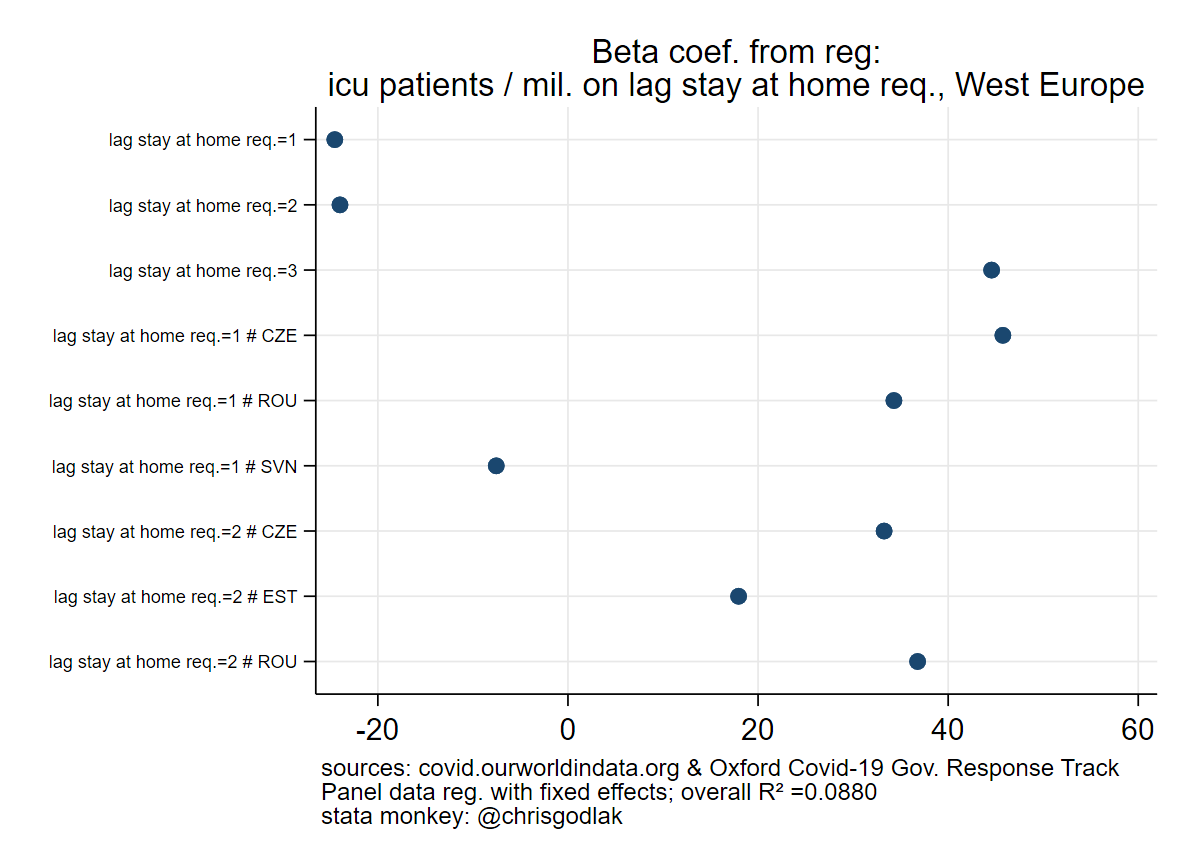 Beta coef. from reg:
icu patients / mil. on lag stay at home req., West Europe
lag stay at home req.=1
lag stay at home req.=2
lag stay at home req.=3
lag stay at home req.=1 # CZE
lag stay at home req.=1 # ROU
lag stay at home req.=1 # SVN
lag stay at home req.=2 # CZE
lag stay at home req.=2 # EST
lag stay at home req.=2 # ROU
-20 0 20 40 60
sources: covid.ourworldindata.org & Oxford Covid-19 Gov. Response Track
Panel data reg. with fixed effects; overall R² =0.0880
stata monkey: @chrisgodlak